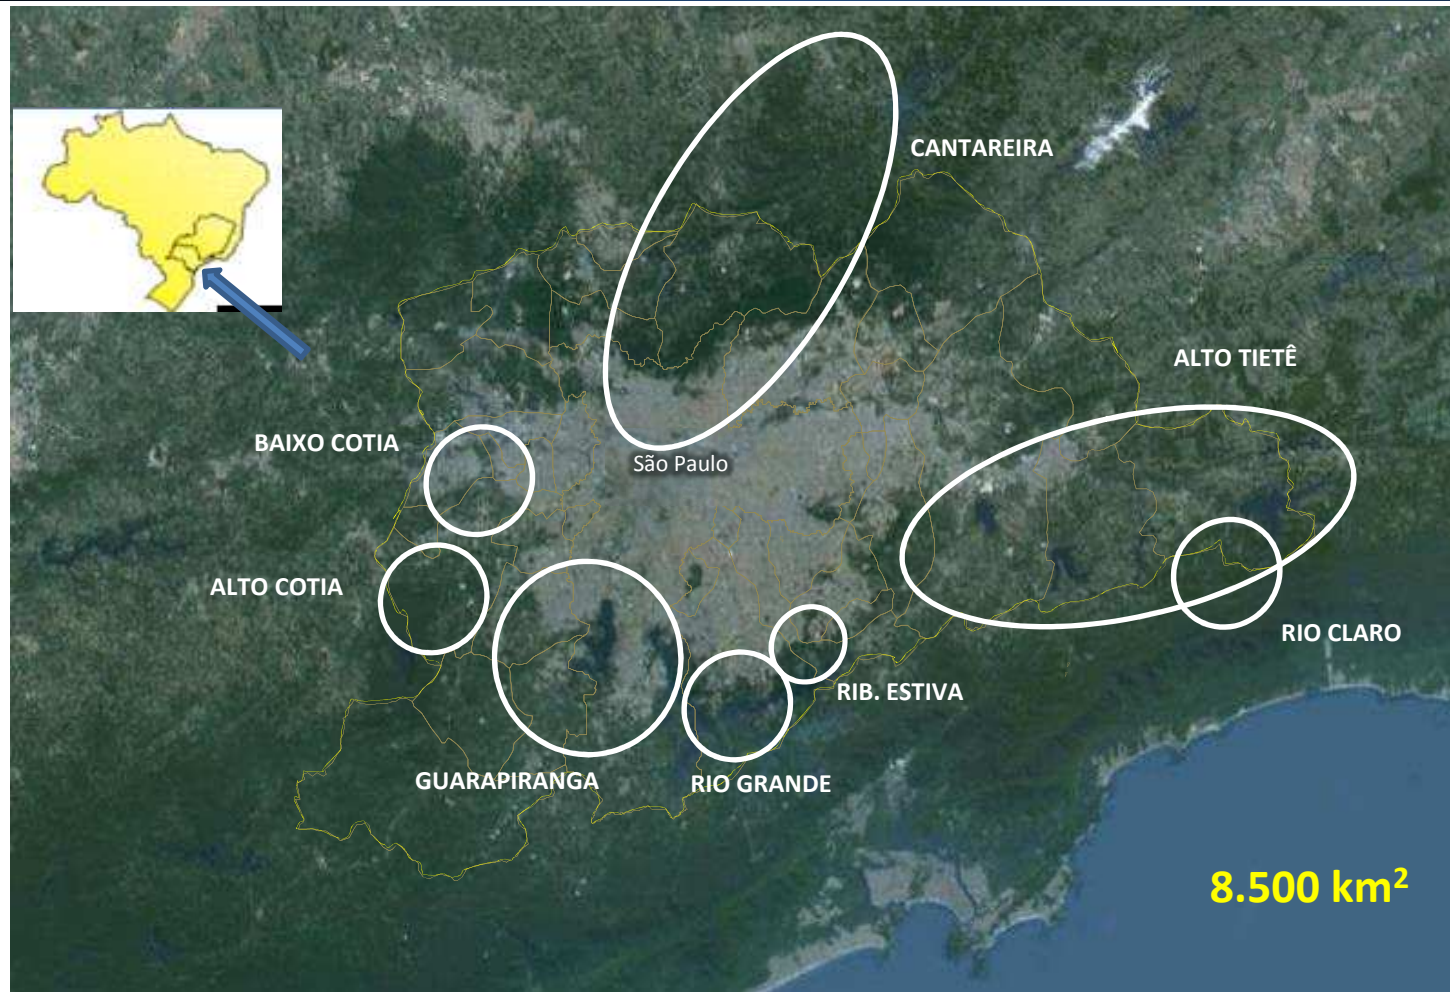 CANTAREIRA
ALTO TIETÊ
BAIXO COTIA
São Paulo
ALTO COTIA
RIO CLARO
RIB. ESTIVA
GUARAPIRANGA
RIO GRANDE
8.500 km²